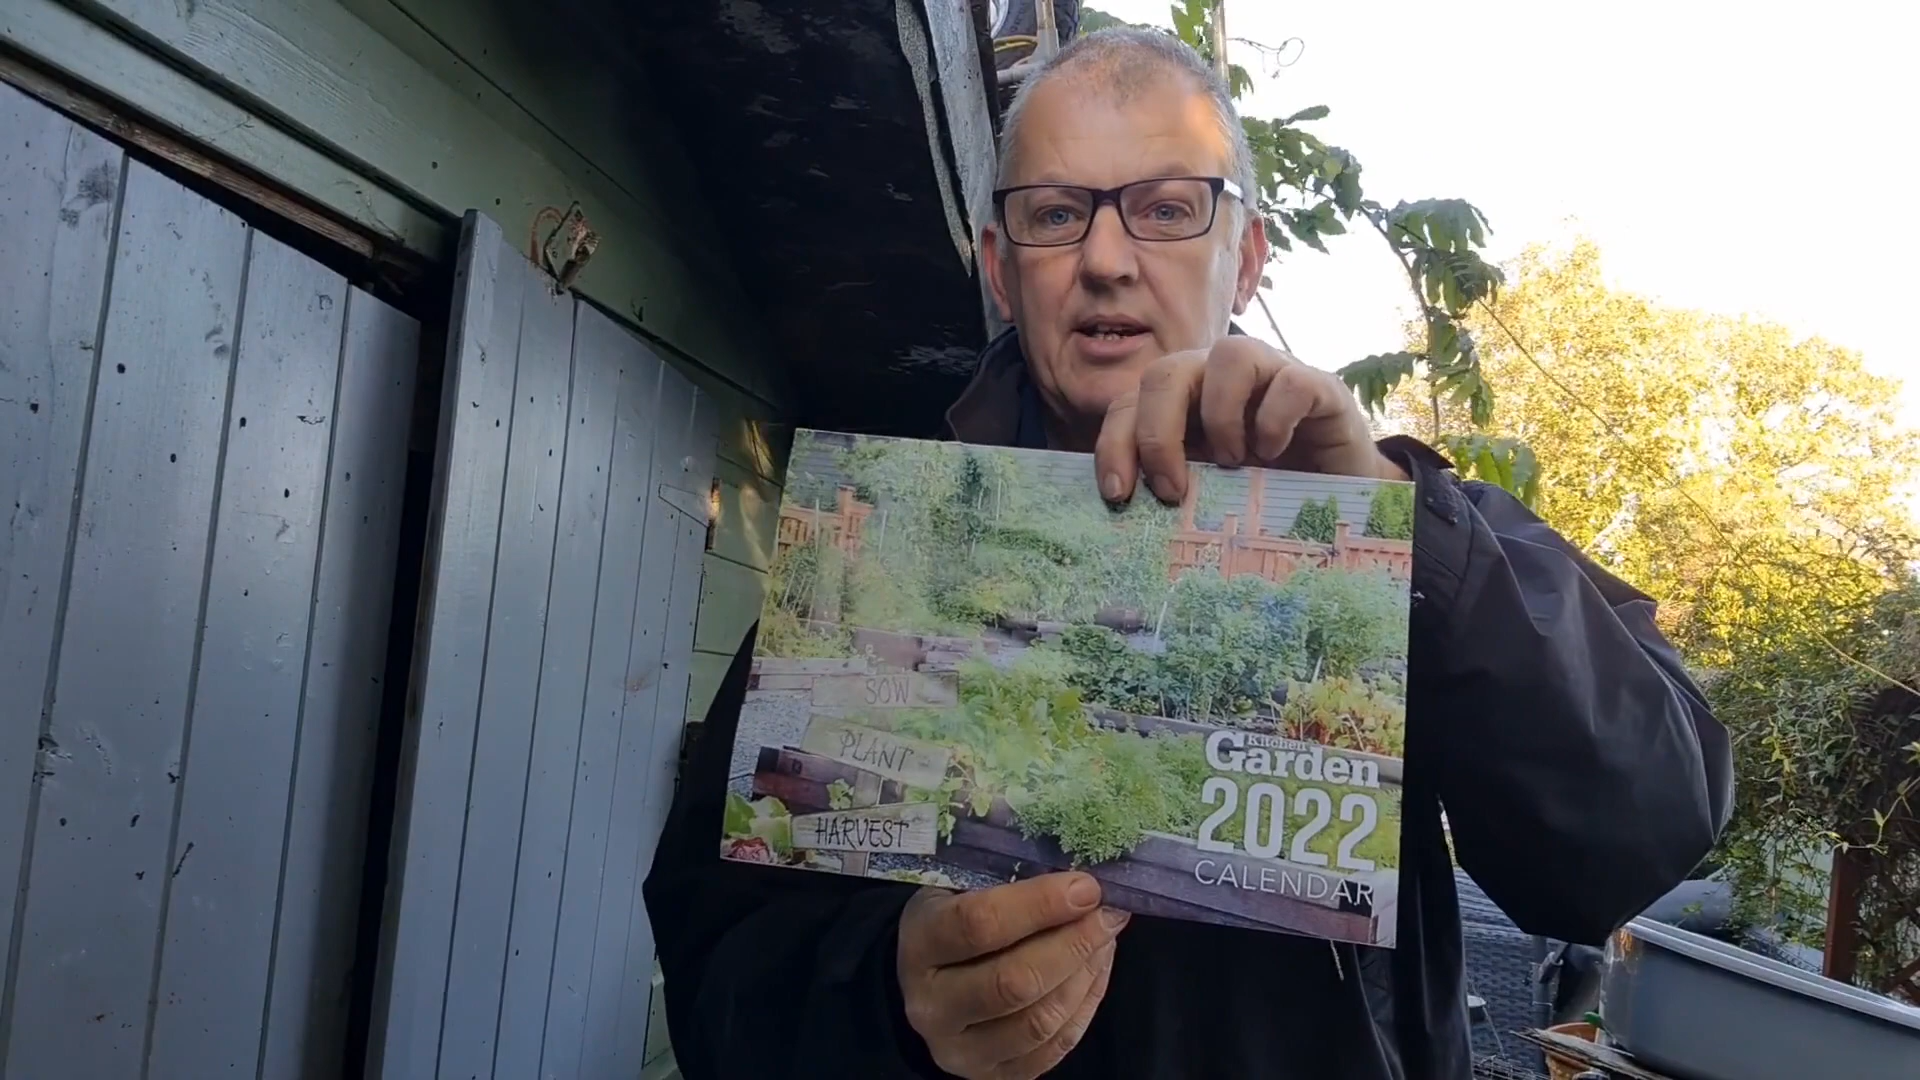 SOW
PLANT
HARVEST
Kitchen
Garden
2022
CALENDAR